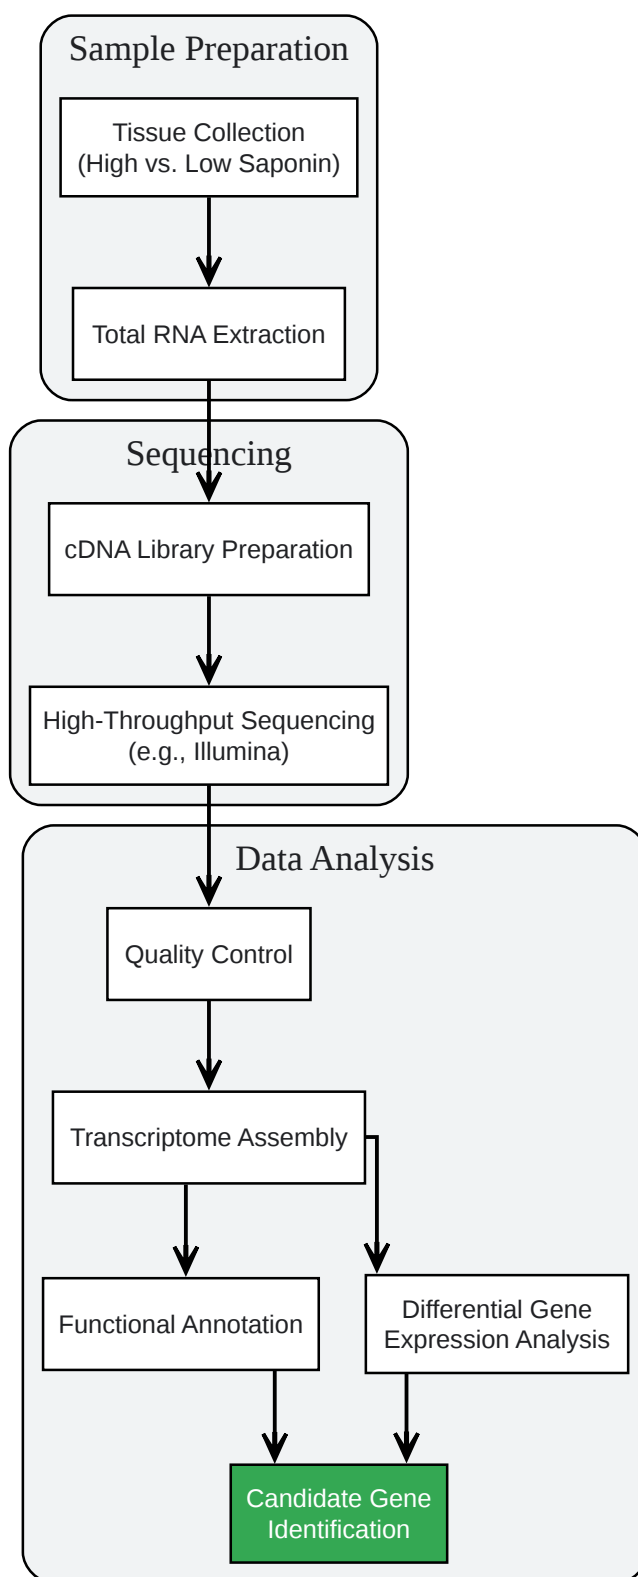 Sample Preparation
Tissue Collection
(High vs. Low Saponin)
Total RNA Extraction
Sequencing
cDNA Library Preparation
High-Throughput Sequencing
(e.g., Illumina)
Data Analysis
Quality Control
Transcriptome Assembly
Functional Annotation
Differential Gene
Expression Analysis
Candidate Gene
Identification